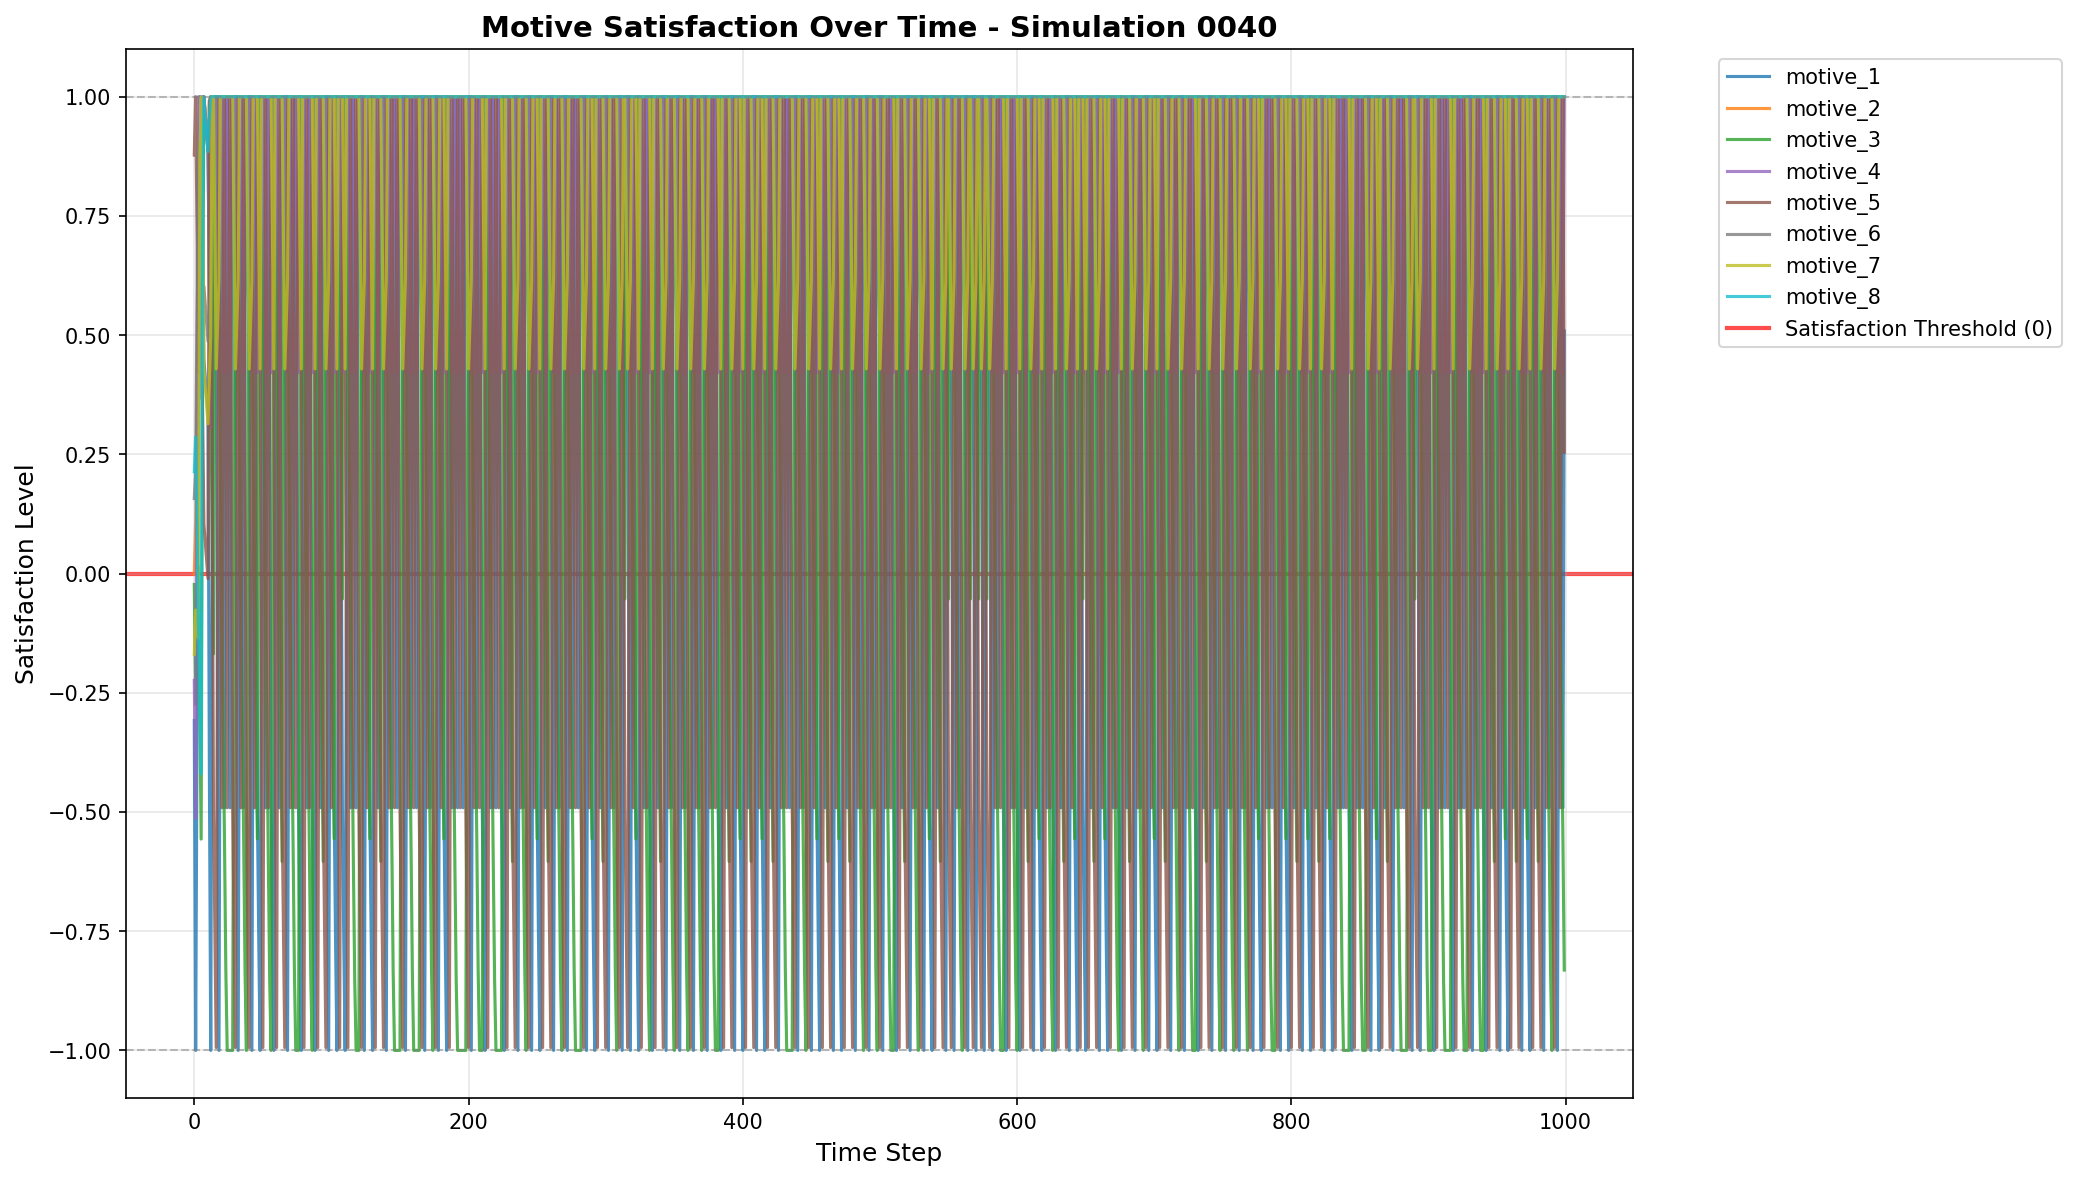 Motive Satisfaction Over Time - Simulation 0040
1.00
0.75
0.50
0.25
0.00
−0.25
−0.50
−0.75
−1.00
Satisfaction Level
0
200
400
600
800
1000
Time Step
motive_1
motive_2
motive_3
motive_4
motive_5
motive_6
motive_7
motive_8
Satisfaction Threshold (0)